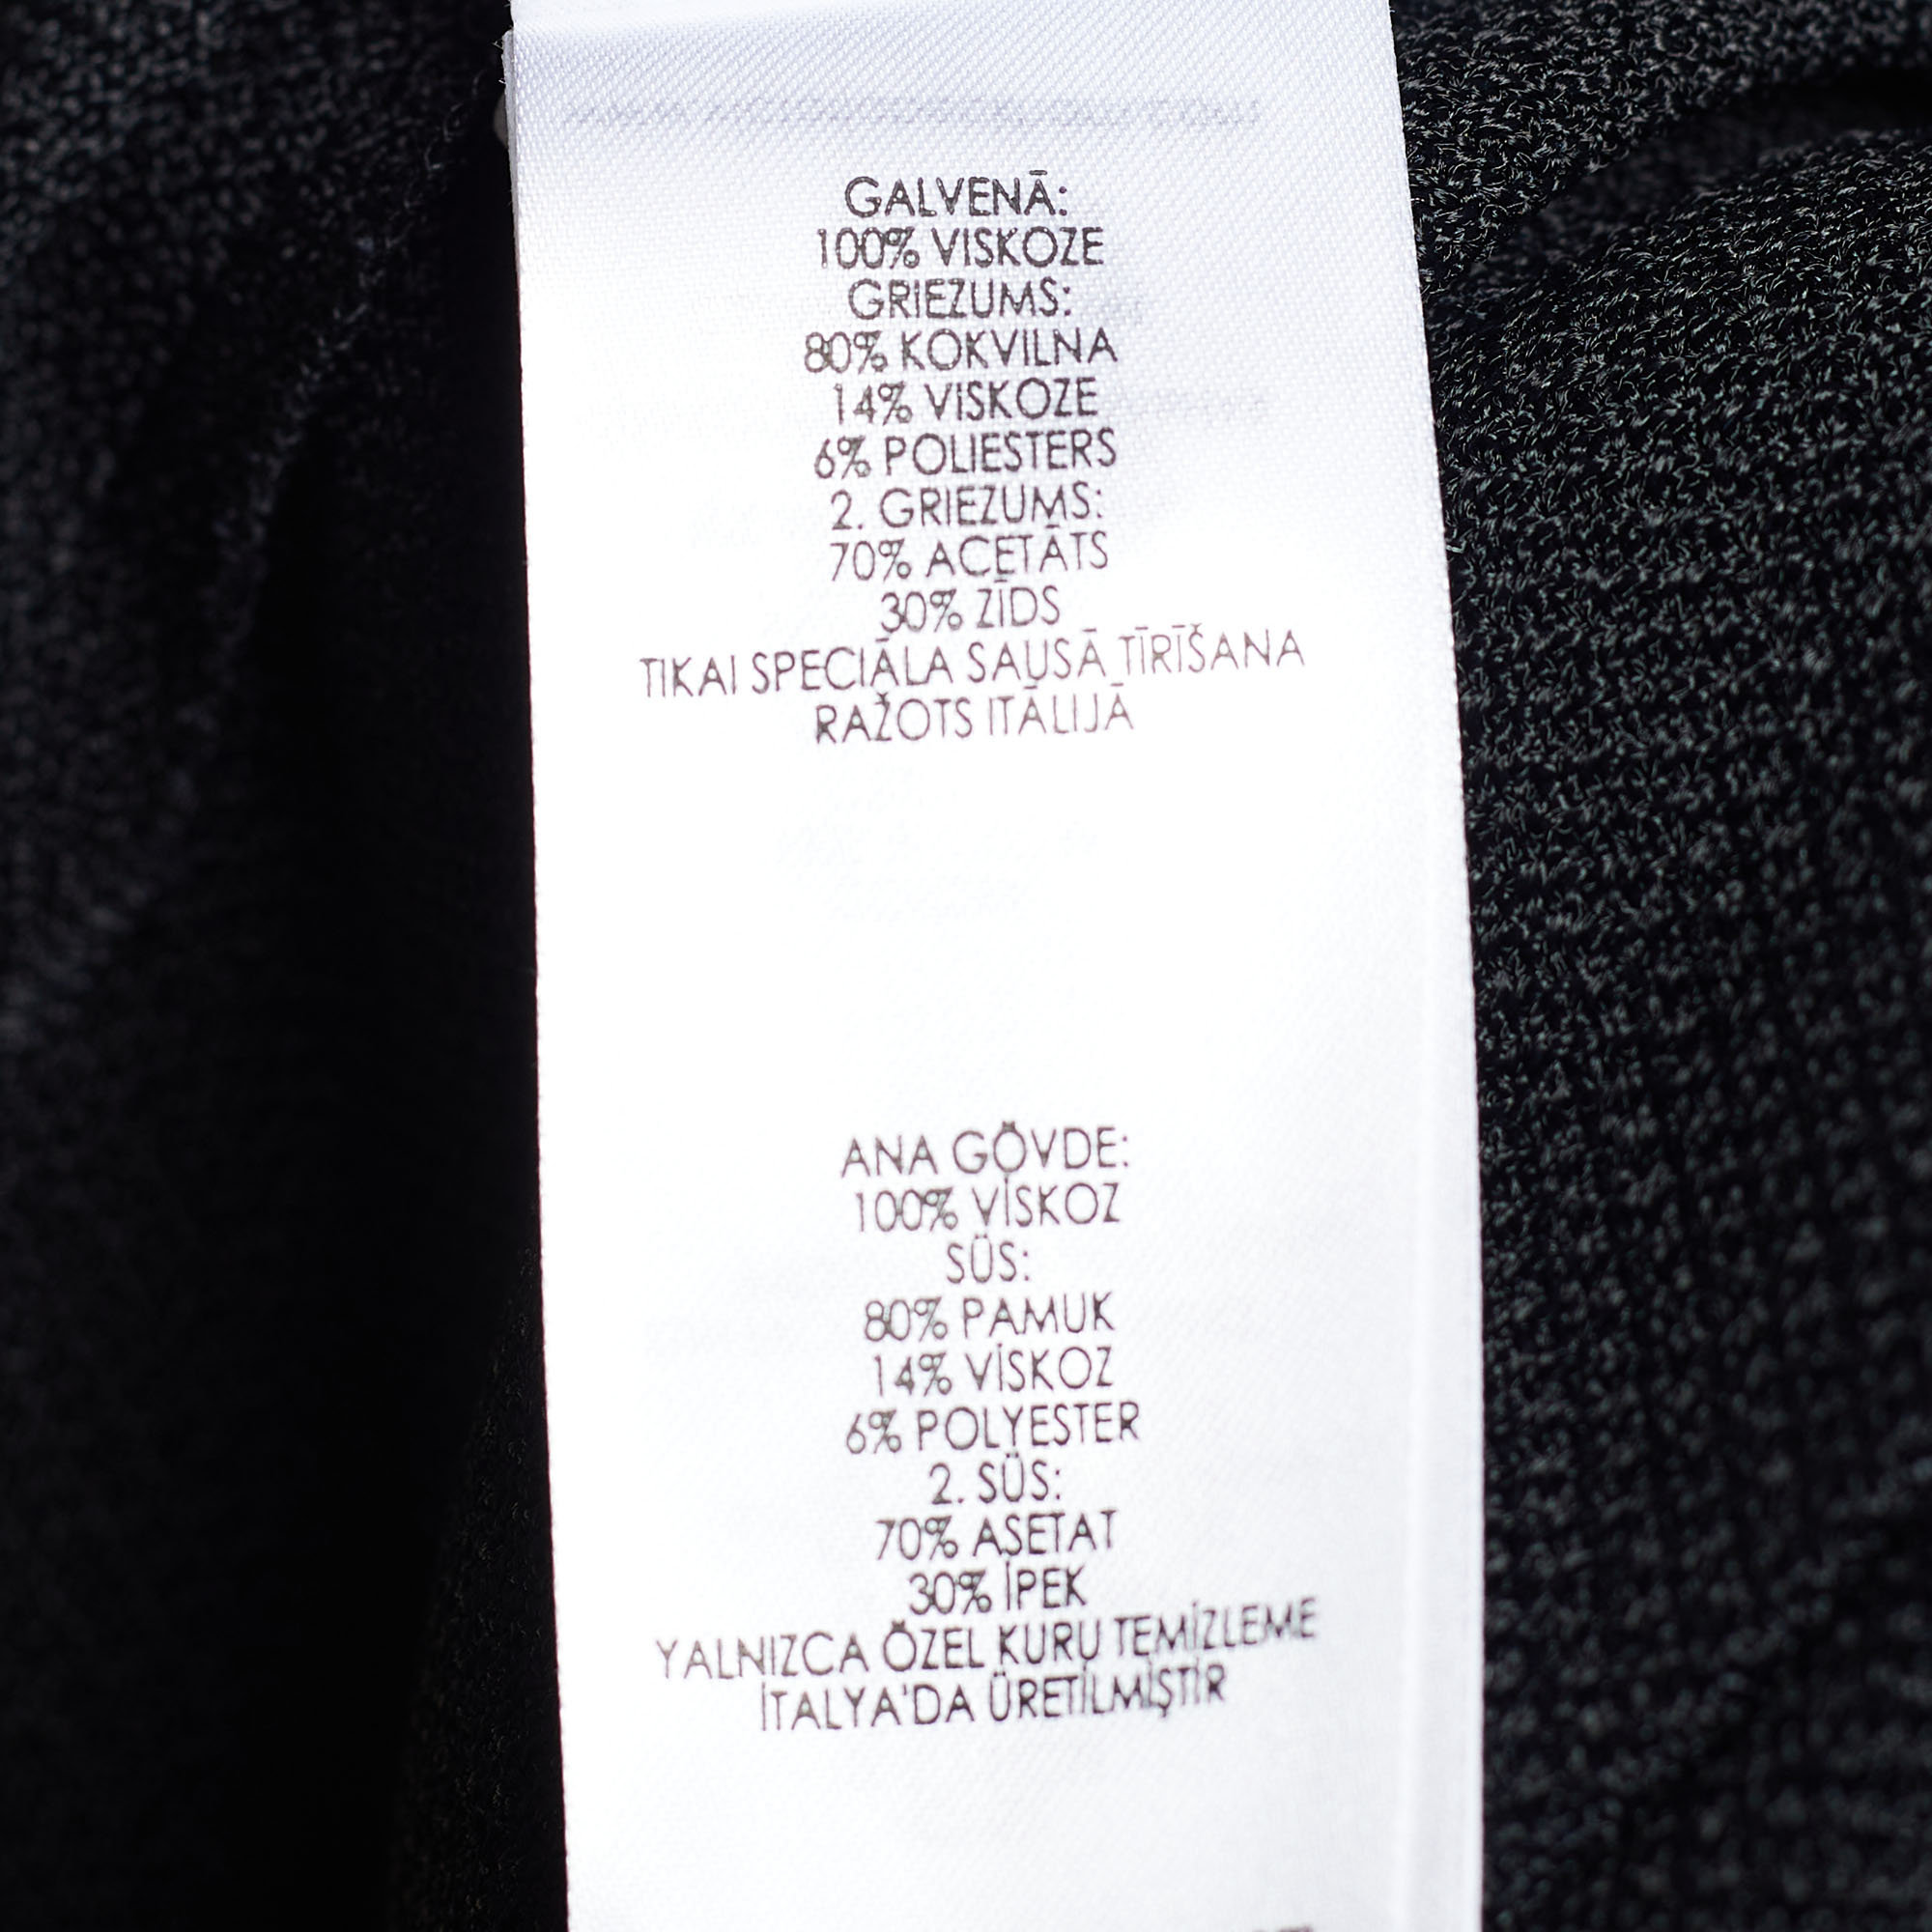 GALVENĀ:
100% VISKOZE
GRIEZUMS:
80% KOKVILNA
14% VISKOZE
6% POLIESTERS
2. GRIEZUMS:
70% ACETĀTS
30% ZĪDS
TIKAI SPECIĀLA SAUSĀ TĪRĪŠANA
RAŽOTS ITĀLIJĀ
ANA GÖVDE:
100% VİSKOZ
SÜS:
80% PAMUK
14% VİSKOZ
6% POLYESTER
2. SÜS:
70% ASETAT
30% İPEK
YALNIZCA ÖZEL KURU TEMİZLEME
İTALYA'DA ÜRETİLMİŞTİR